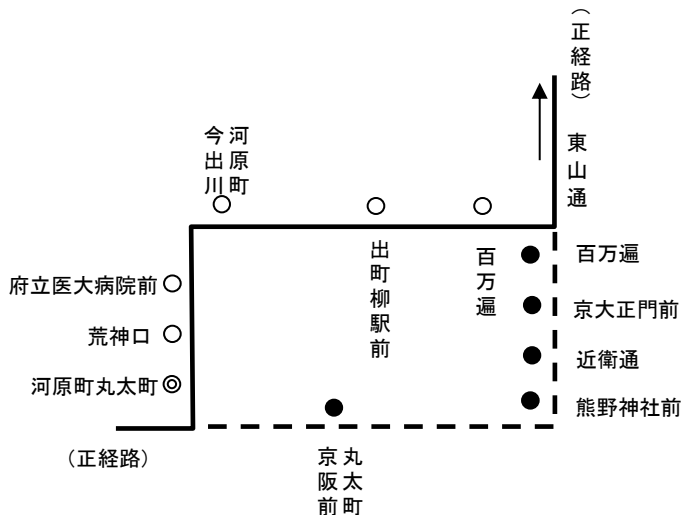 （正経路）
東山通
河原町
今出川
出町柳駅前
百万遍
百万遍
府立医大病院前
京大正門前
荒神口
近衛通
河原町丸太町
熊野神社前
（正経路）
丸太町
京阪前